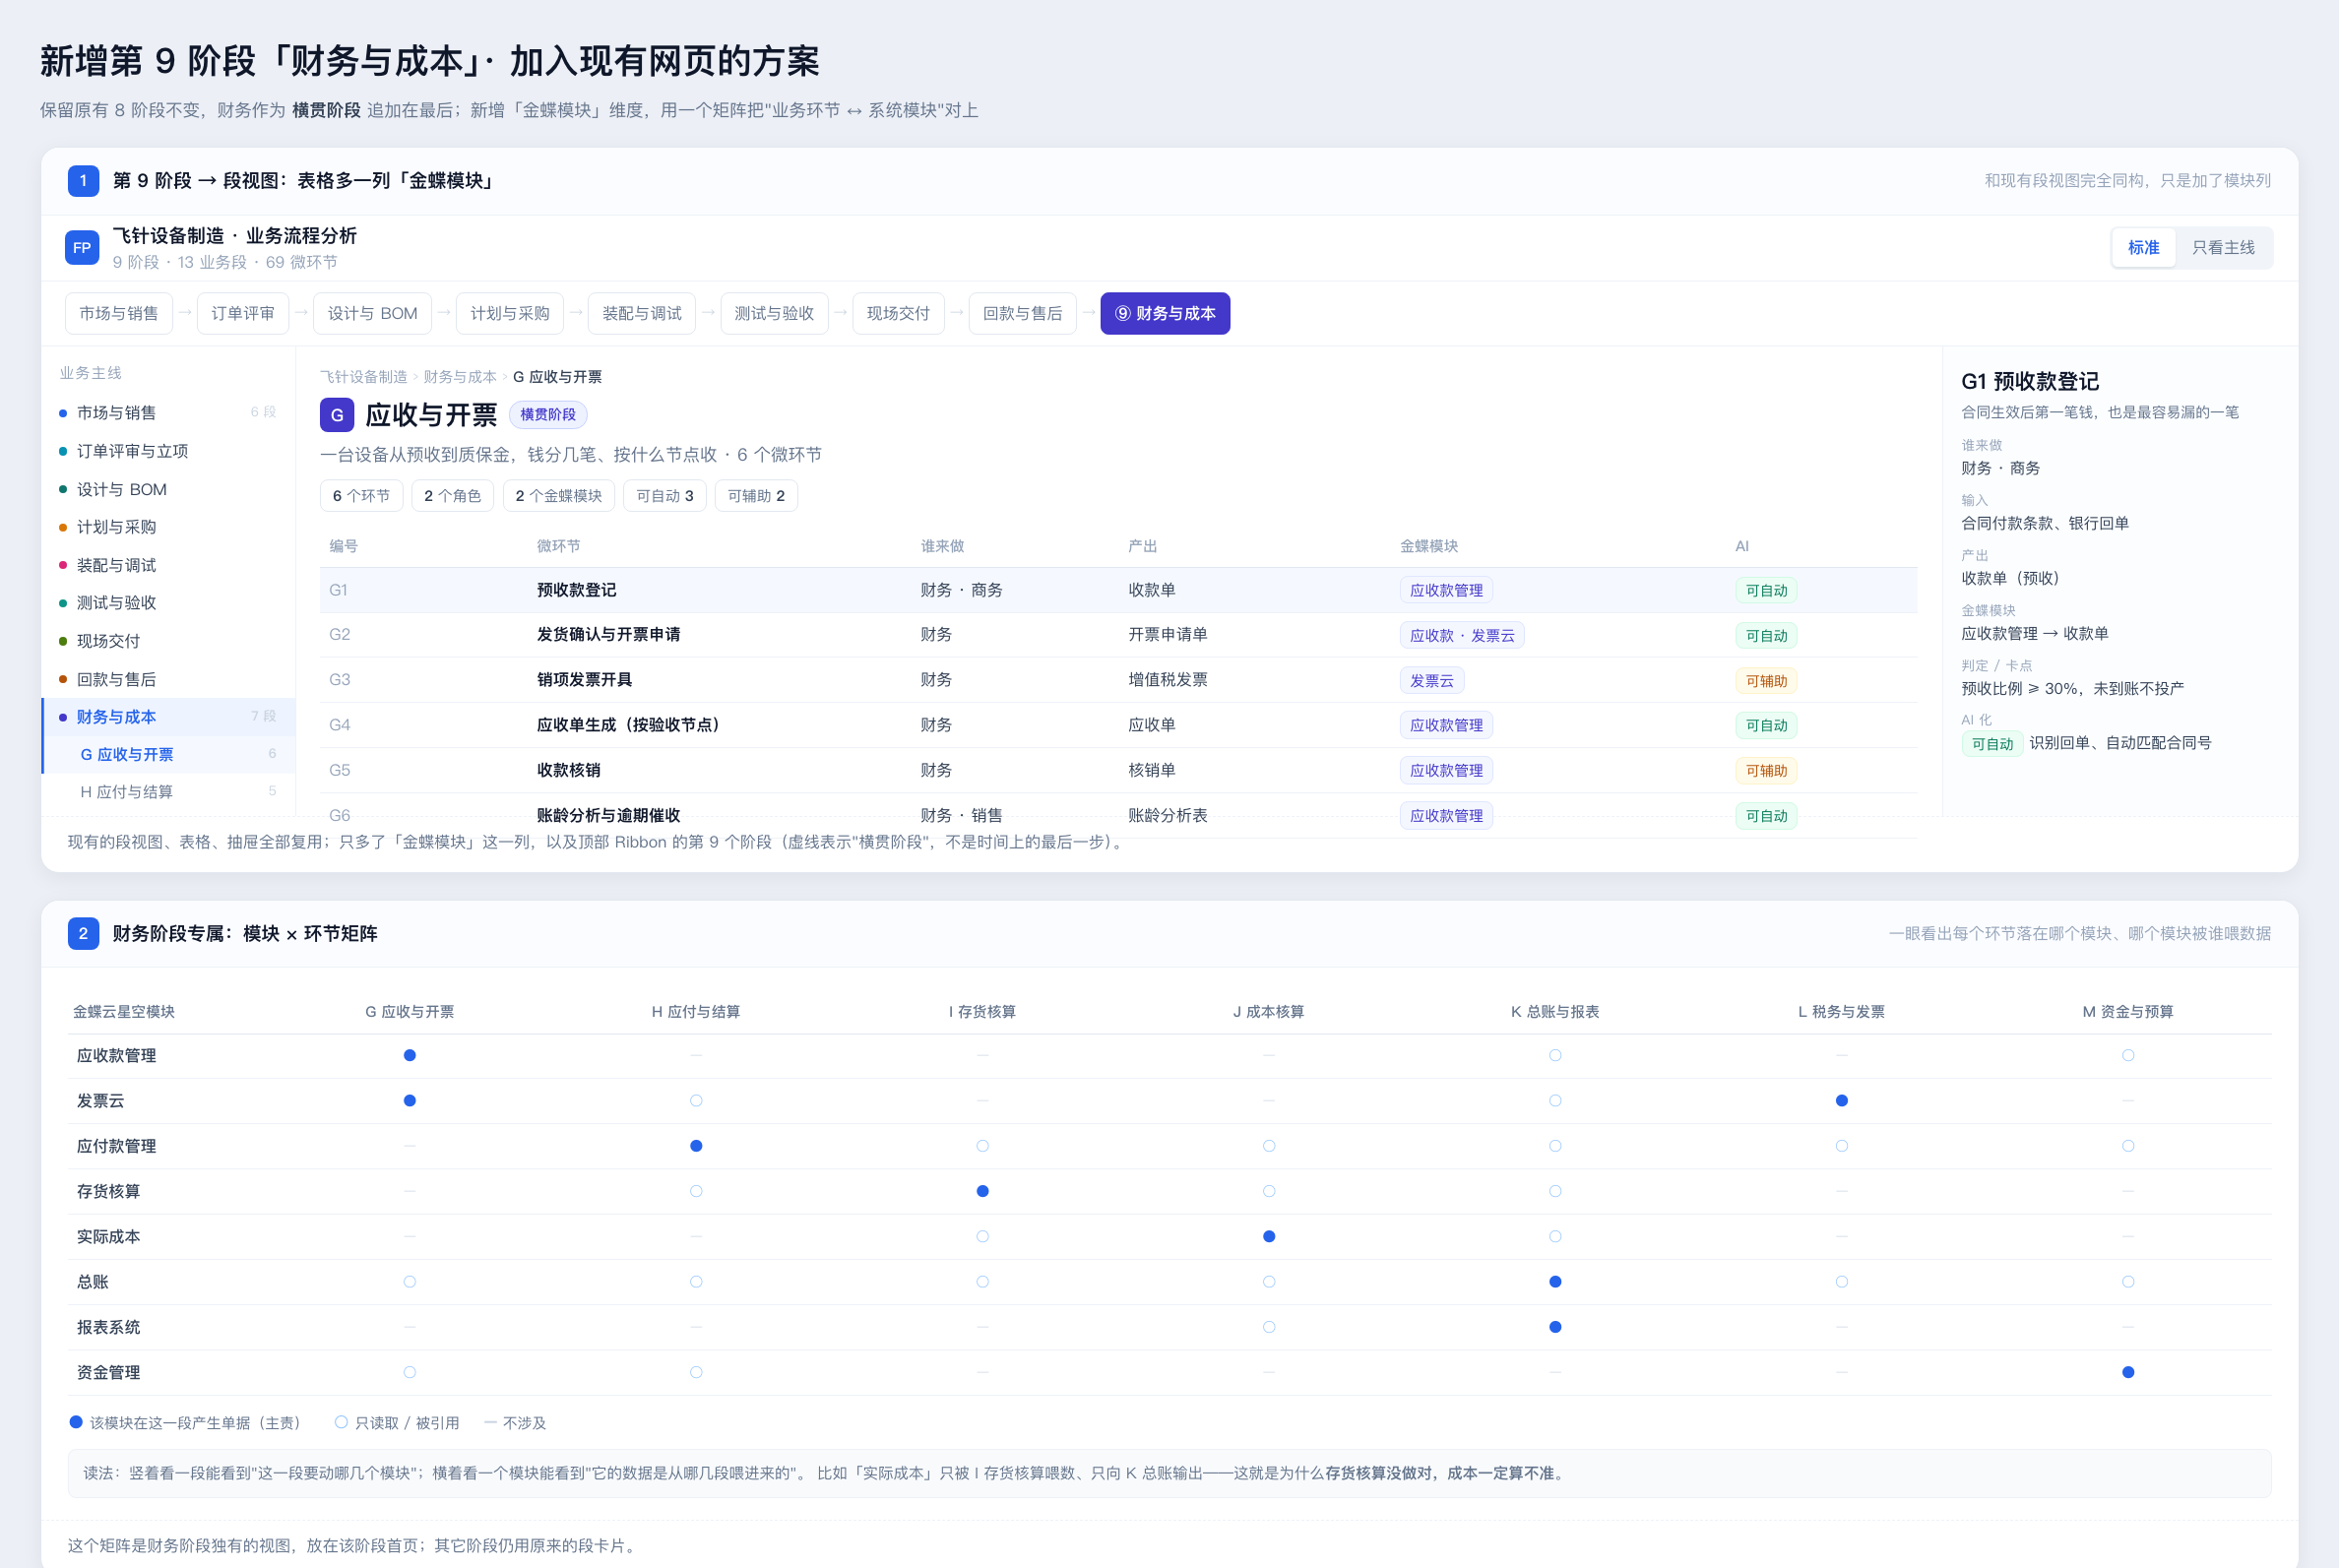 新增第 9 阶段「财务与成本」· 加入现有网页的方案
保留原有 8 阶段不变，财务作为 横贯阶段 追加在最后；新增「金蝶模块」维度，用一个矩阵把"业务环节 ↔ 系统模块"对上
1 第 9 阶段 → 段视图：表格多一列「金蝶模块」 和现有段视图完全同构，只是加了模块列
FP 飞针设备制造 · 业务流程分析
9 阶段 · 13 业务段 · 69 微环节
标准 只看主线
市场与销售 → 订单评审 → 设计与 BOM → 计划与采购 → 装配与调试 → 测试与验收 → 现场交付 → 回款与售后 → ⑨ 财务与成本
业务主线
市场与销售 6 段
订单评审与立项
设计与 BOM
计划与采购
装配与调试
测试与验收
现场交付
回款与售后
财务与成本 7 段
G 应收与开票 6
H 应付与结算 5
飞针设备制造 › 财务与成本 › G 应收与开票
G 应收与开票 横贯阶段
一台设备从预收到质保金，钱分几笔、按什么节点收 · 6 个微环节
6 个环节 2 个角色 2 个金蝶模块 可自动 3 可辅助 2
编号 微环节 谁来做 产出 金蝶模块 AI
G1 预收款登记 财务 · 商务 收款单 应收款管理 可自动
G2 发货确认与开票申请 财务 开票申请单 应收款 · 发票云 可自动
G3 销项发票开具 财务 增值税发票 发票云 可辅助
G4 应收单生成（按验收节点） 财务 应收单 应收款管理 可自动
G5 收款核销 财务 核销单 应收款管理 可辅助
G6 账龄分析与逾期催收 财务 · 销售 账龄分析表 应收款管理 可自动
G1 预收款登记
合同生效后第一笔钱，也是最容易漏的一笔
谁来做
财务 · 商务
输入
合同付款条款、银行回单
产出
收款单（预收）
金蝶模块
应收款管理 → 收款单
判定 / 卡点
预收比例 ≥ 30%，未到账不投产
AI 化
可自动 识别回单、自动匹配合同号
现有的段视图、表格、抽屉全部复用；只多了「金蝶模块」这一列，以及顶部 Ribbon 的第 9 个阶段（虚线表示"横贯阶段"，不是时间上的最后一步）。
2 财务阶段专属：模块 × 环节矩阵 一眼看出每个环节落在哪个模块、哪个模块被谁喂数据
金蝶云星空模块 G 应收与开票 H 应付与结算 I 存货核算 J 成本核算 K 总账与报表 L 税务与发票 M 资金与预算
应收款管理 ● — — — ○ — ○
发票云 ● ○ — — ○ ● —
应付款管理 — ● ○ ○ ○ ○ ○
存货核算 — ○ ● ○ ○ — —
实际成本 — — ○ ● ○ — —
总账 ○ ○ ○ ○ ● ○ ○
报表系统 — — — ○ ● — —
资金管理 ○ ○ — — — — ●
● 该模块在这一段产生单据（主责） ○ 只读取 / 被引用 — 不涉及
读法：竖着看一段能看到"这一段要动哪几个模块"；横着看一个模块能看到"它的数据是从哪几段喂进来的"。 比如「实际成本」只被 I 存货核算喂数、只向 K 总账输出——这就是为什么存货核算没做对，成本一定算不准。
这个矩阵是财务阶段独有的视图，放在该阶段首页；其它阶段仍用原来的段卡片。